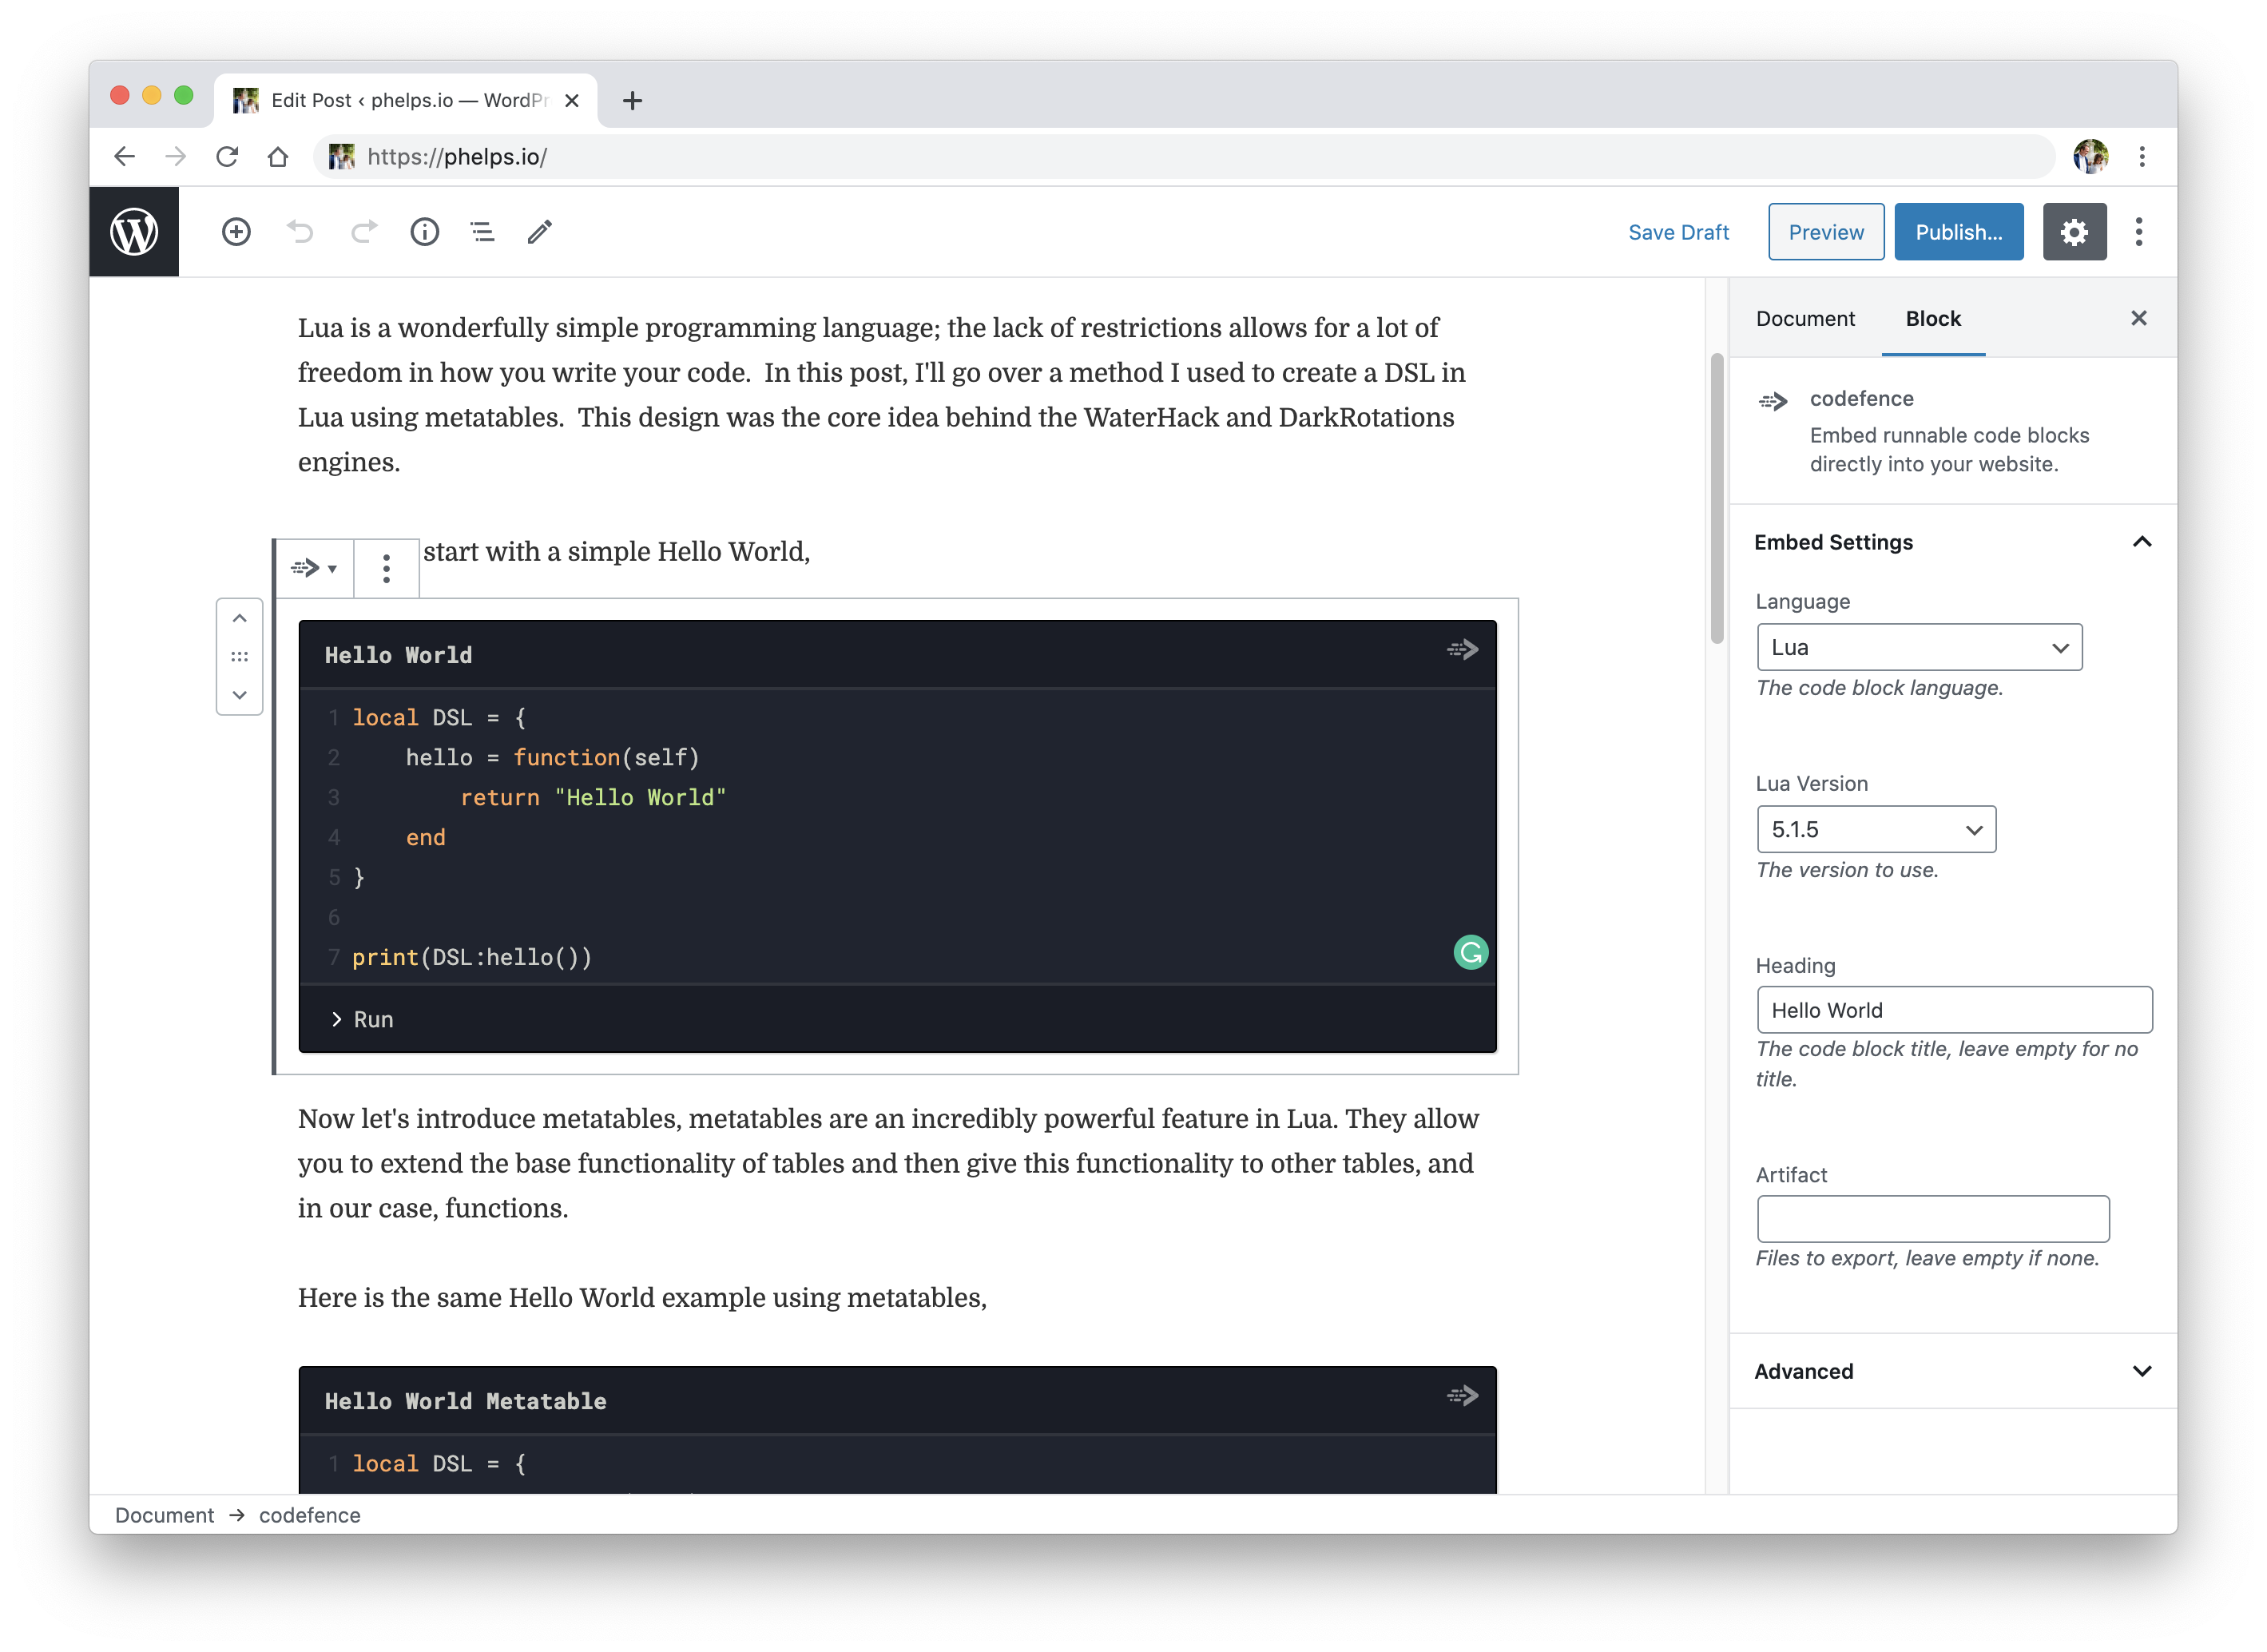 Edit Post ‹ phelps.io — WordPr
https://phelps.io/
Save Draft
Preview
Publish...
Lua is a wonderfully simple programming language; the lack of restrictions allows for a lot of
freedom in how you write your code.  In this post, I'll go over a method I used to create a DSL in
Lua using metatables.  This design was the core idea behind the WaterHack and DarkRotations
engines.
start with a simple Hello World,
Hello World
1 local DSL = {
2     hello = function(self)
3         return "Hello World"
4     end
5 }
6
7 print(DSL:hello())
Run
Now let's introduce metatables, metatables are an incredibly powerful feature in Lua. They allow
you to extend the base functionality of tables and then give this functionality to other tables, and
in our case, functions.
Here is the same Hello World example using metatables,
Hello World Metatable
1 local DSL = {
Document
Block
codefence
Embed runnable code blocks
directly into your website.
Embed Settings
Language
Lua
The code block language.
Lua Version
5.1.5
The version to use.
Heading
Hello World
The code block title, leave empty for no
title.
Artifact
Files to export, leave empty if none.
Advanced
Document → codefence